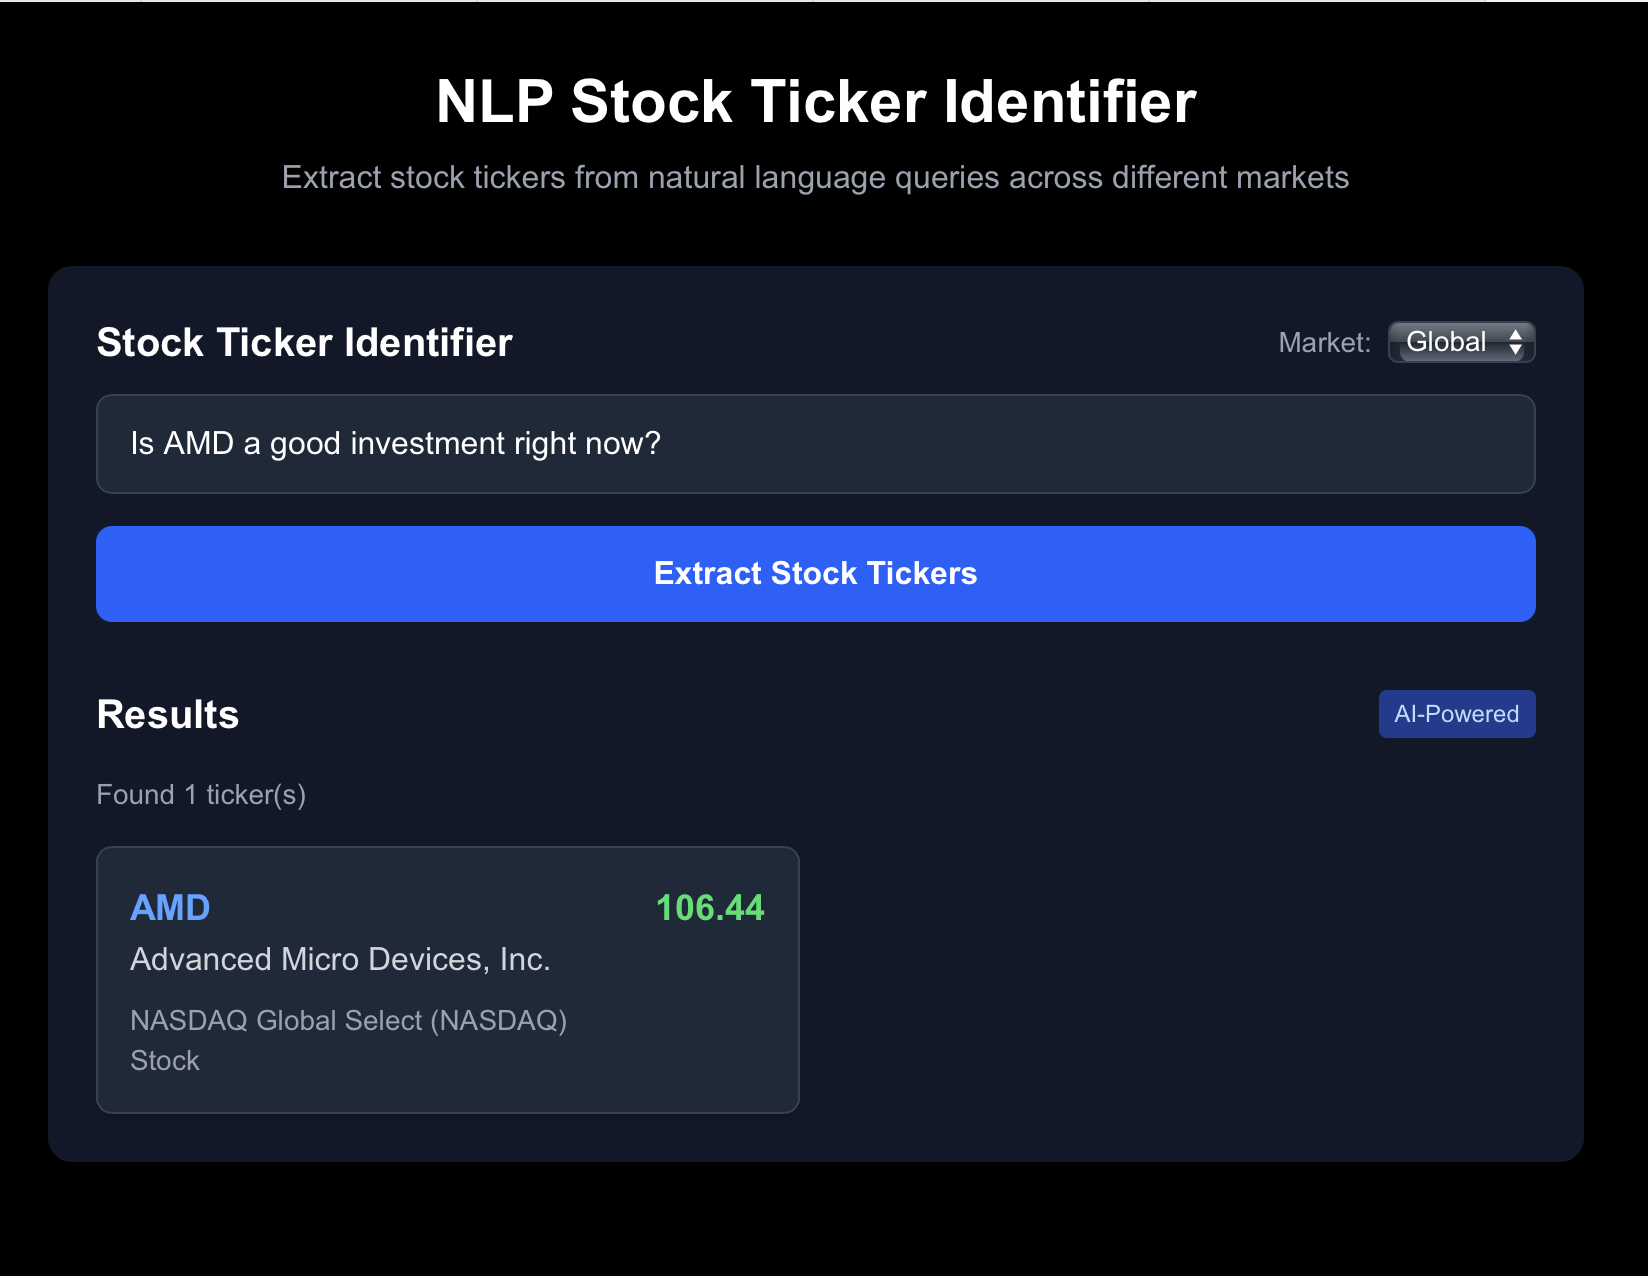 NLP Stock Ticker Identifier
Extract stock tickers from natural language queries across different markets
Stock Ticker Identifier
Market: Global
Is AMD a good investment right now?
Extract Stock Tickers
Results
AI-Powered
Found 1 ticker(s)
AMD 106.44
Advanced Micro Devices, Inc.
NASDAQ Global Select (NASDAQ)
Stock